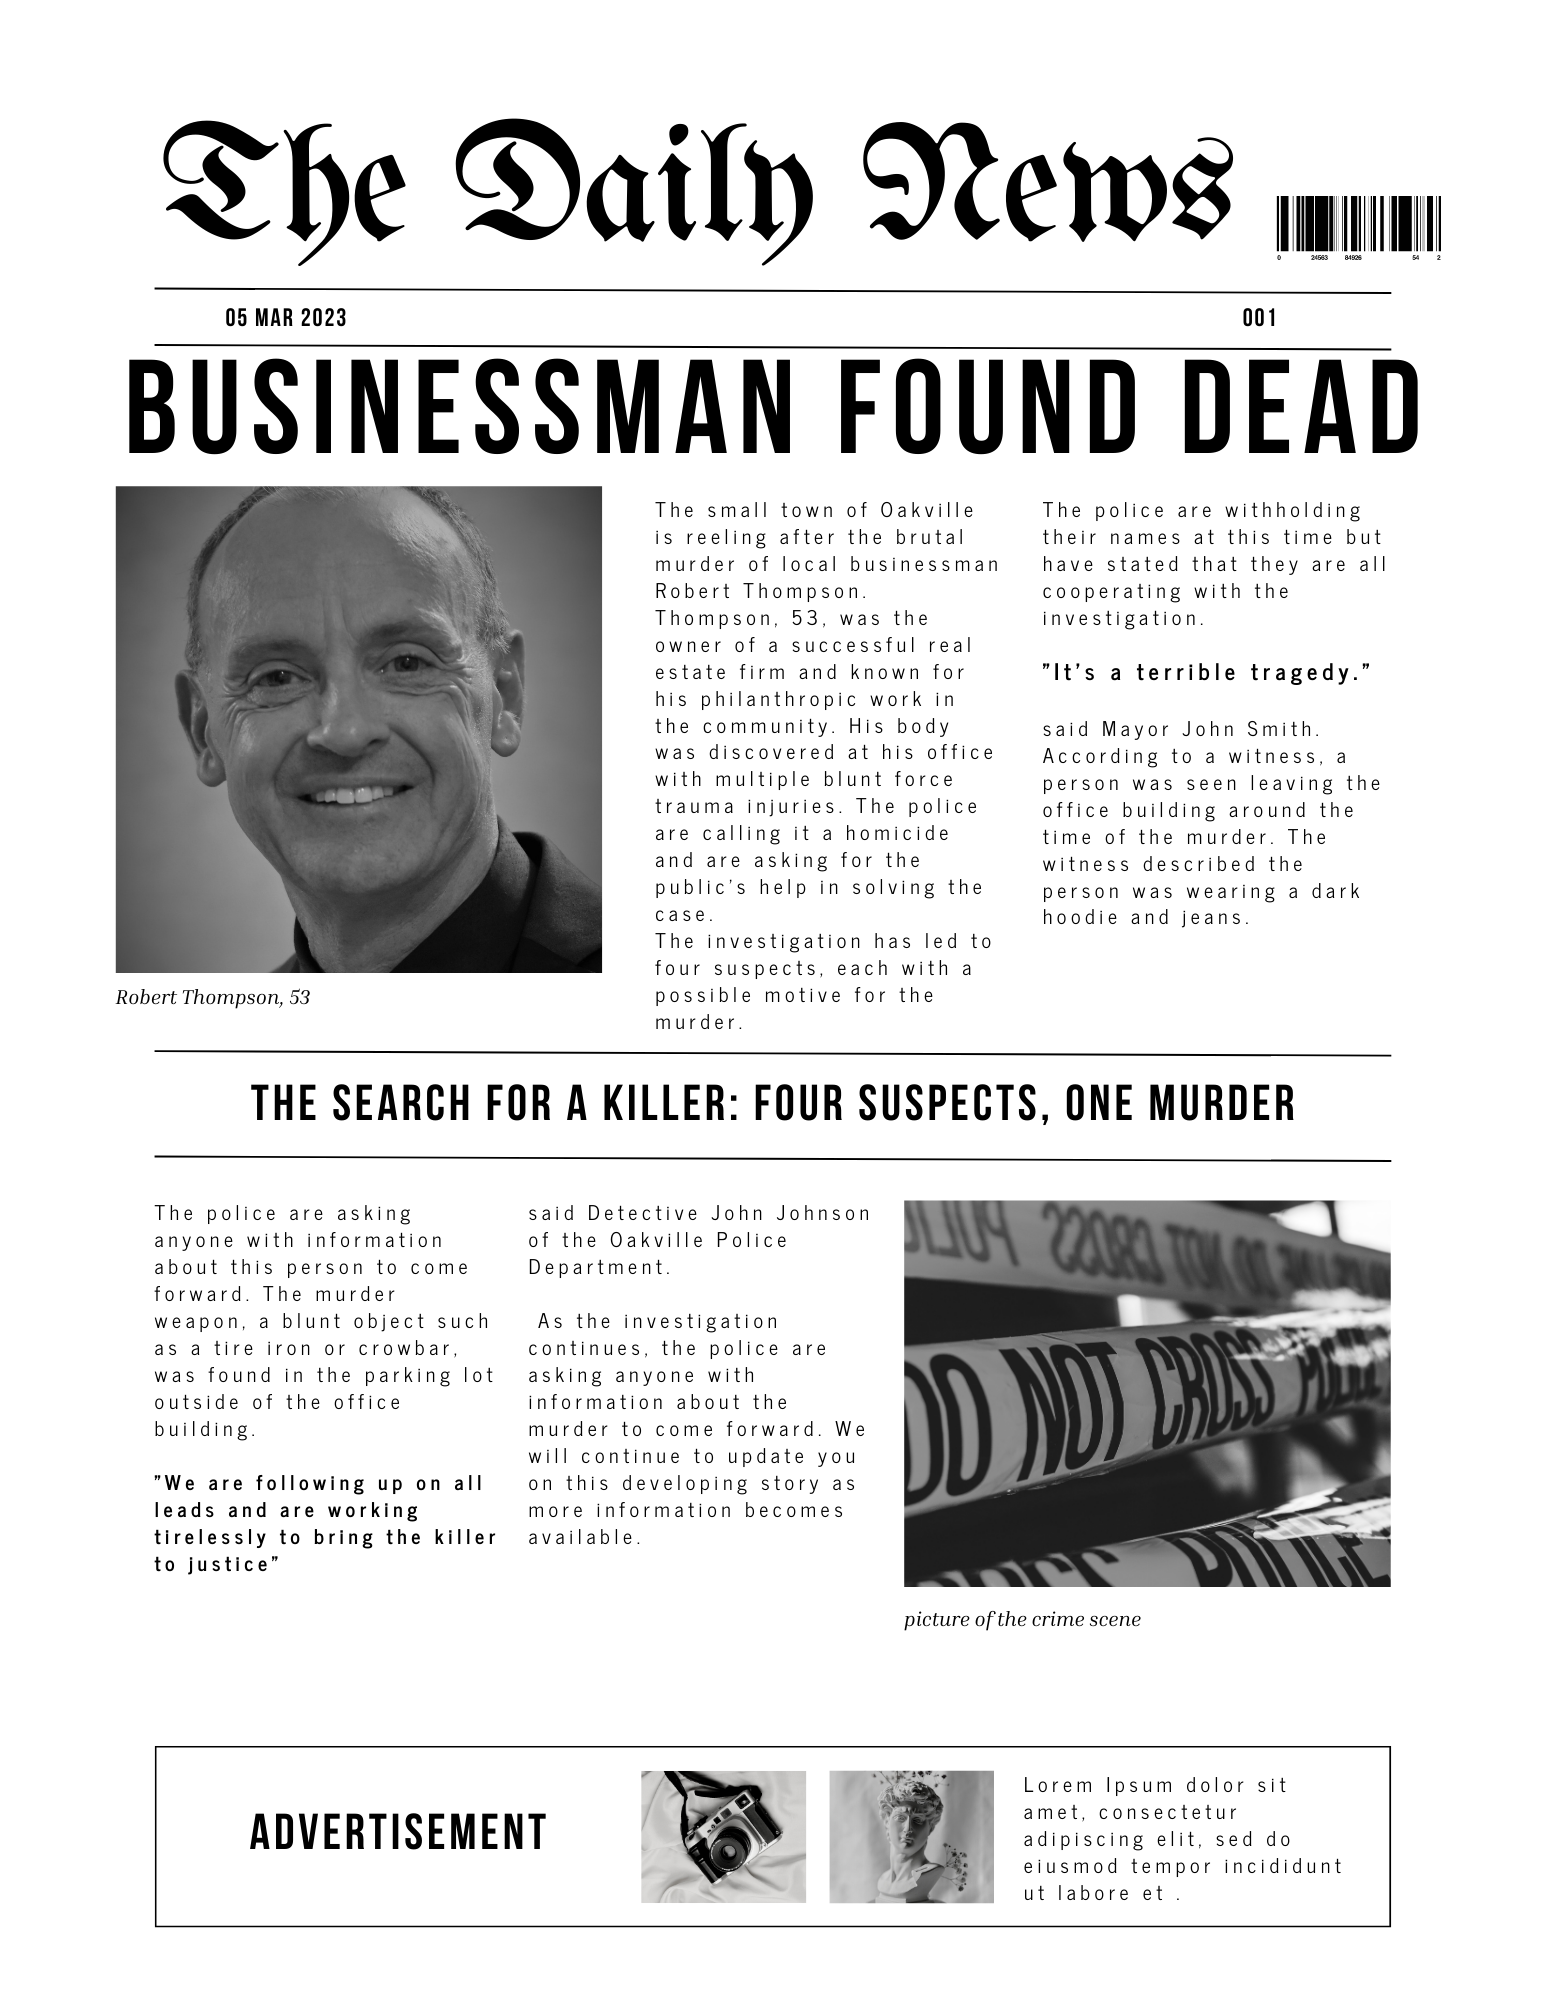 The Daily News
0 24563 84926 54 2
05 MAR 2023
001
BUSINESSMAN FOUND DEAD
The small town of Oakville
is reeling after the brutal
murder of local businessman
Robert Thompson.
Thompson, 53, was the
owner of a successful real
estate firm and known for
his philanthropic work in
the community. His body
was discovered at his office
with multiple blunt force
trauma injuries. The police
are calling it a homicide
and are asking for the
public's help in solving the
case.
The investigation has led to
four suspects, each with a
possible motive for the
murder.
The police are withholding
their names at this time but
have stated that they are all
cooperating with the
investigation.
"It's a terrible tragedy."
said Mayor John Smith.
According to a witness, a
person was seen leaving the
office building around the
time of the murder. The
witness described the
person was wearing a dark
hoodie and jeans.
Robert Thompson, 53
THE SEARCH FOR A KILLER: FOUR SUSPECTS, ONE MURDER
The police are asking
anyone with information
about this person to come
forward. The murder
weapon, a blunt object such
as a tire iron or crowbar,
was found in the parking lot
outside of the office
building.
"We are following up on all
leads and are working
tirelessly to bring the killer
to justice"
said Detective John Johnson
of the Oakville Police
Department.
As the investigation
continues, the police are
asking anyone with
information about the
murder to come forward. We
will continue to update you
on this developing story as
more information becomes
available.
POLICE CROSS NOT DO
DO NOT CROSS POLICE
POLICE
picture of the crime scene
ADVERTISEMENT
Lorem Ipsum dolor sit
amet, consectetur
adipiscing elit, sed do
eiusmod tempor incididunt
ut labore et .